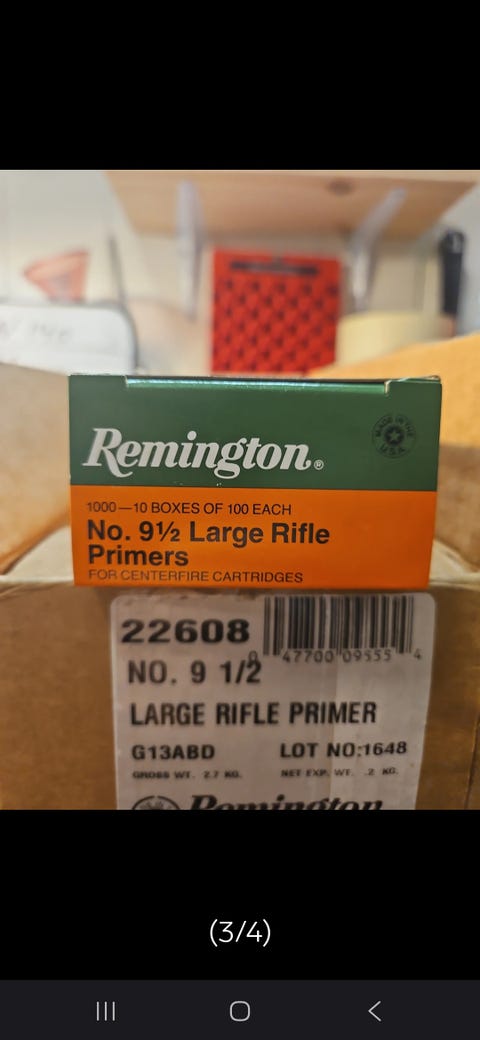 Remington®
MADE IN THE
U.S.A.
1000—10 BOXES OF 100 EACH
No. 9½ Large Rifle
Primers
FOR CENTERFIRE CARTRIDGES
22608
0 47700 09555 4
NO. 9 1/2
LARGE RIFLE PRIMER
G13ABD LOT NO:1648
GROSS WT. 2.7 KG. NET EXP. WT. .2 KG.
Remington
(3/4)